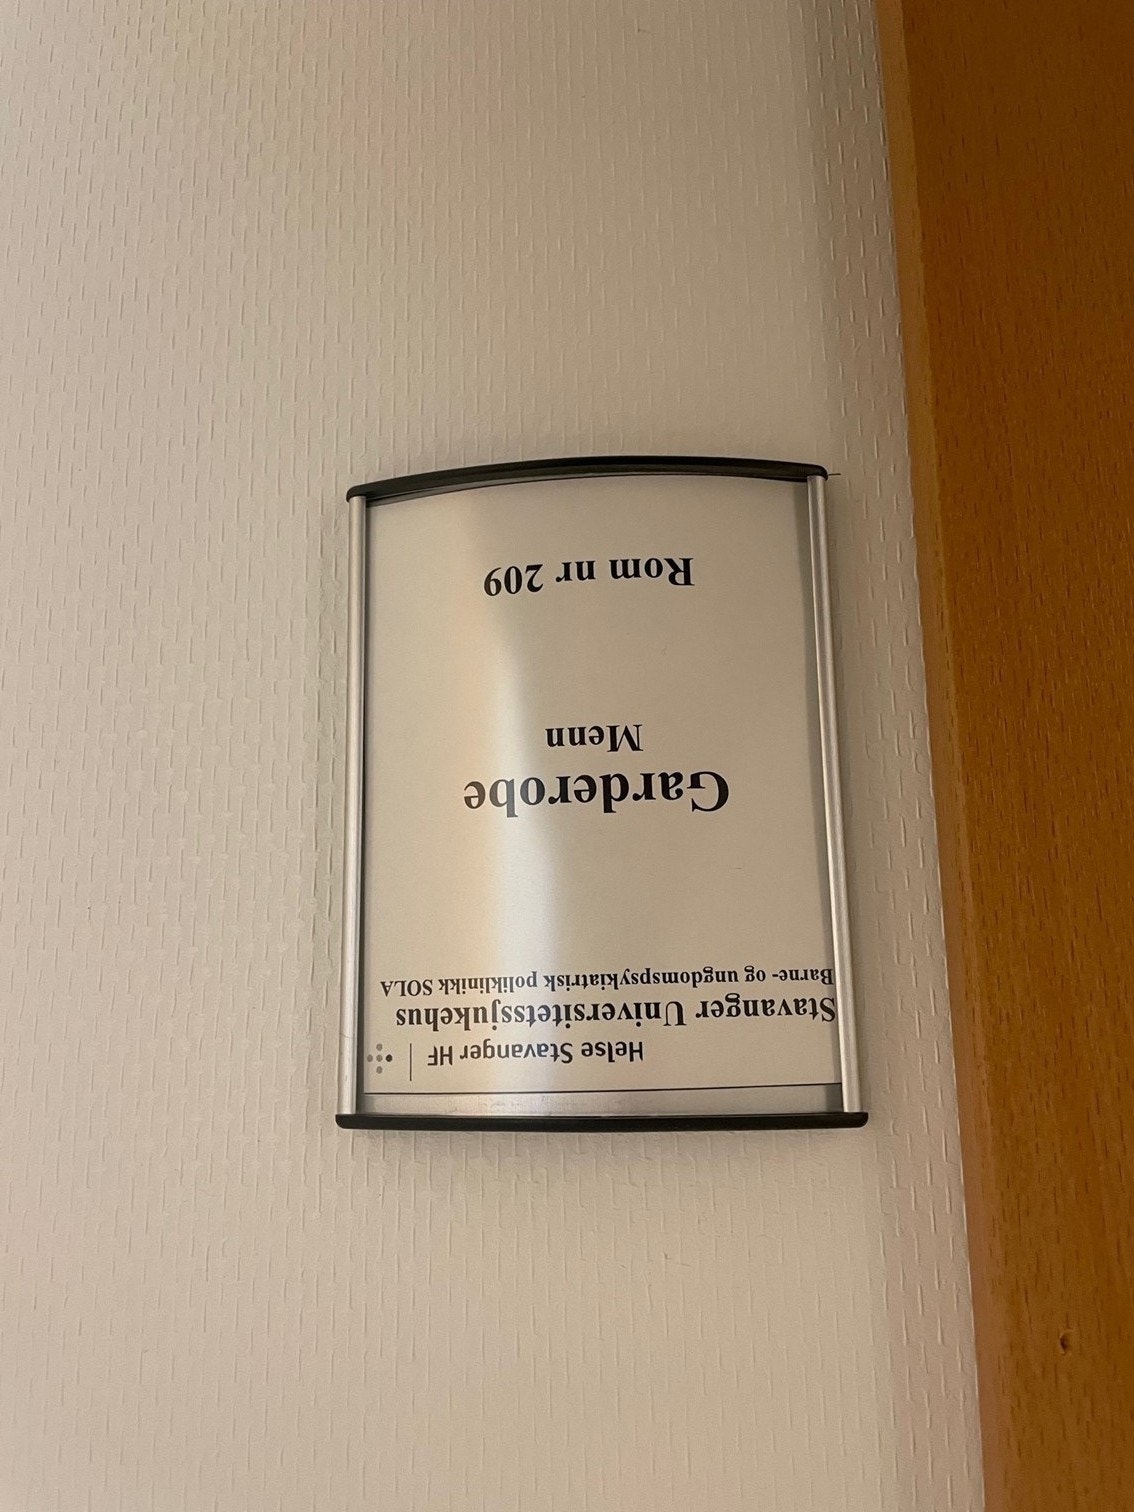 Helse Stavanger HF
Stavanger Universitetssjukehus
Barne- og ungdomspsykiatrisk poliklinikk SOLA
Garderobe
Menn
Rom nr 209